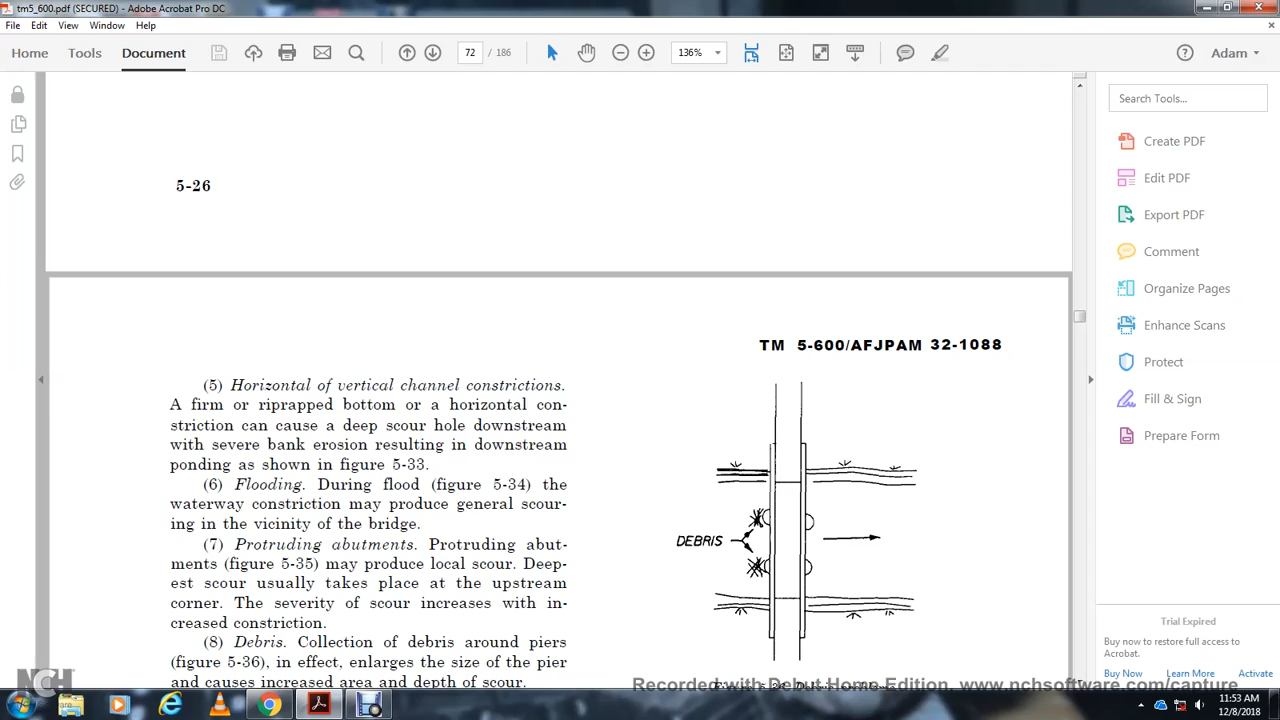 tm5_600.pdf (SECURED) - Adobe Acrobat Pro DC
File Edit View Window Help
Home Tools Document 72 / 186 136% Adam
Search Tools...
Create PDF
Edit PDF
Export PDF
Comment
Organize Pages
Enhance Scans
Protect
Fill & Sign
Prepare Form
Trial Expired
Buy now to restore full access to
Acrobat.
Buy Now Learn More Activate
5-26
TM 5-600/AFJPAM 32-1088
(5) Horizontal of vertical channel constrictions.
A firm or riprapped bottom or a horizontal con-
striction can cause a deep scour hole downstream
with severe bank erosion resulting in downstream
ponding as shown in figure 5-33.
(6) Flooding. During flood (figure 5-34) the
waterway constriction may produce general scour-
ing in the vicinity of the bridge.
(7) Protruding abutments. Protruding abut-
ments (figure 5-35) may produce local scour. Deep-
est scour usually takes place at the upstream
corner. The severity of scour increases with in-
creased constriction.
(8) Debris. Collection of debris around piers
(figure 5-36), in effect, enlarges the size of the pier
and causes increased area and depth of scour.
DEBRIS
Recorded with Debut Home Edition www.nchsoftware.com/capture
NCH
11:53 AM
12/8/2018